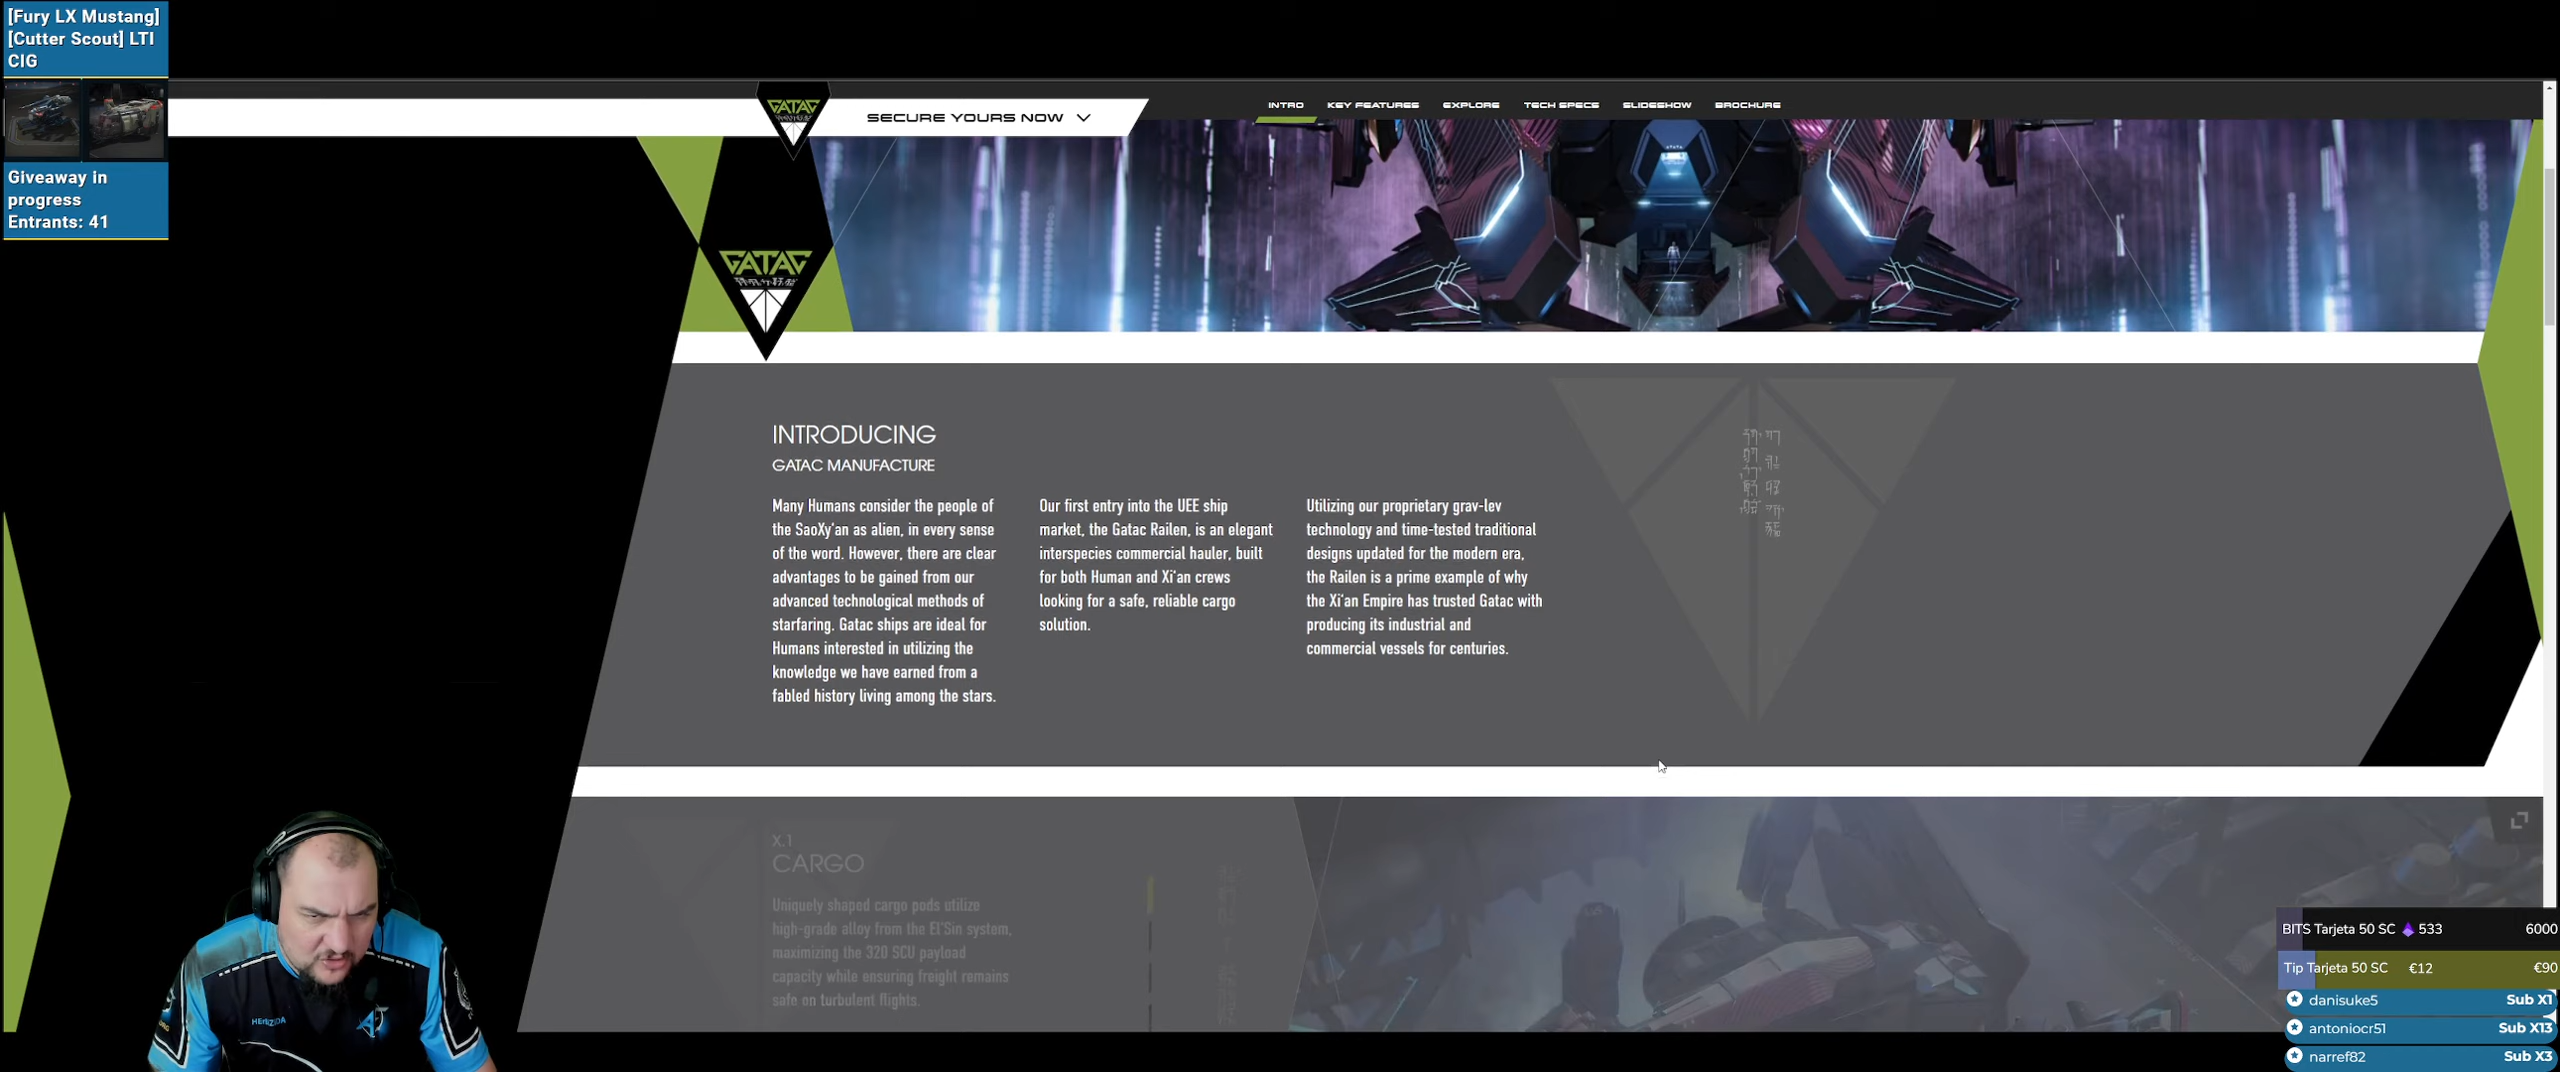 [Fury LX Mustang]
[Cutter Scout] LTI
CIG
Giveaway in
progress
Entrants: 41
GATAC
SECURE YOURS NOW
INTRO KEY FEATURES EXPLORE TECH SPECS SLIDESHOW BROCHURE
GATAC
INTRODUCING
GATAC MANUFACTURE
Many Humans consider the people of
the SaoXy'an as alien, in every sense
of the word. However, there are clear
advantages to be gained from our
advanced technological methods of
starfaring. Gatac ships are ideal for
Humans interested in utilizing the
knowledge we have earned from a
fabled history living among the stars.
Our first entry into the UEE ship
market, the Gatac Railen, is an elegant
interspecies commercial hauler, built
for both Human and Xi'an crews
looking for a safe, reliable cargo
solution.
Utilizing our proprietary grav-lev
technology and time-tested traditional
designs updated for the modern era,
the Railen is a prime example of why
the Xi'an Empire has trusted Gatac with
producing its industrial and
commercial vessels for centuries.
X.1
CARGO
Uniquely shaped cargo pods utilize
high-grade alloy from the El'Sin system,
maximizing the 320 SCU payload
capacity while ensuring freight remains
safe on turbulent flights.
BITS Tarjeta 50 SC 533 6000
Tip Tarjeta 50 SC €12 €90
danisuke5 Sub X1
antoniocr51 Sub X13
narref82 Sub X3